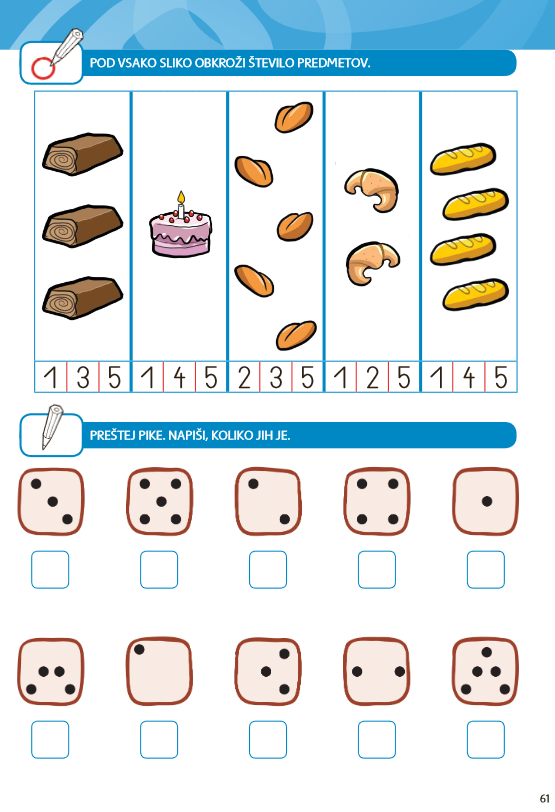 POD VSAKO SLIKO OBKROŽI ŠTEVILO PREDMETOV.
1 3 5 1 4 5 2 3 5 1 2 5 1 4 5
PREŠTEJ PIKE. NAPIŠI, KOLIKO JIH JE.
61